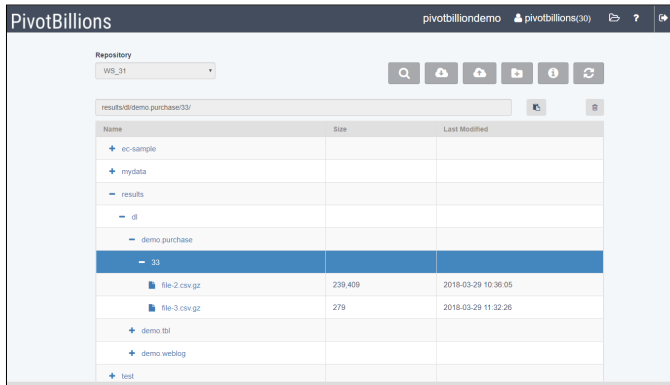 PivotBillions pivotbilliondemo pivotbillions(30) ?
Repository
WS_31
results/dl/demo.purchase/33/
Name Size Last Modified
+ ec-sample
+ mydata
− results
− dl
− demo.purchase
− 33
file-2.csv.gz 239,409 2018-03-29 10:36:05
file-3.csv.gz 279 2018-03-29 11:32:26
+ demo.tbl
+ demo.weblog
+ test